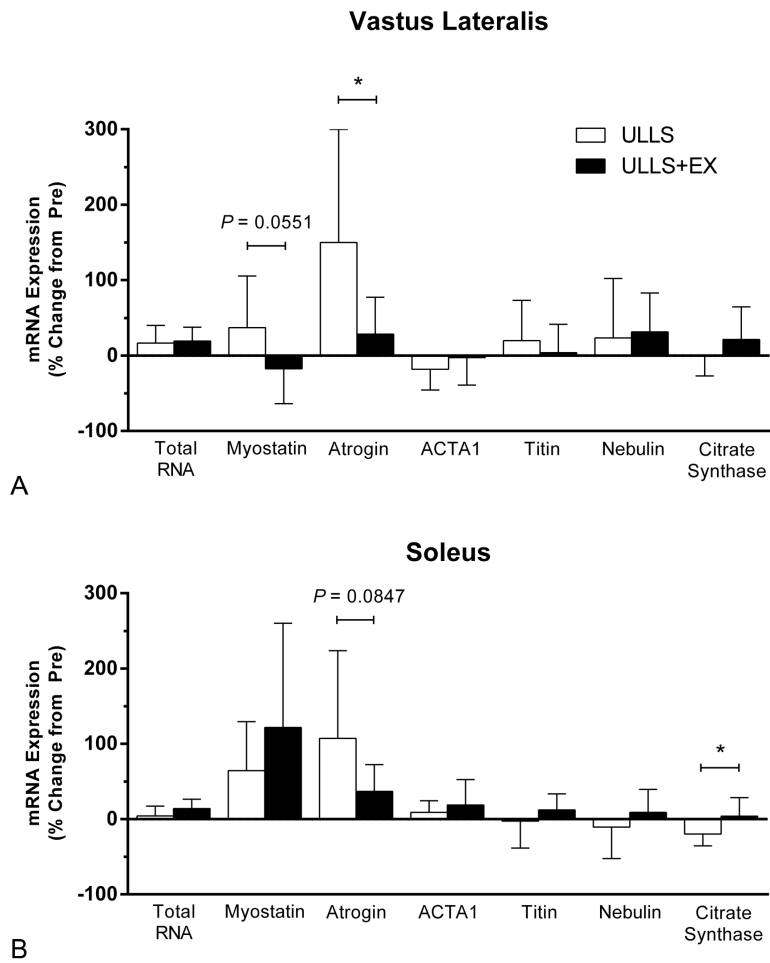 Vastus Lateralis
*
300
200
100
0
-100
mRNA Expression
(% Change from Pre)
ULLS
ULLS+EX
P = 0.0551
Total
RNA
Myostatin
Atrogin
ACTA1
Titin
Nebulin
Citrate
Synthase
A
Soleus
300
200
100
0
-100
mRNA Expression
(% Change from Pre)
P = 0.0847
*
Total
RNA
Myostatin
Atrogin
ACTA1
Titin
Nebulin
Citrate
Synthase
B